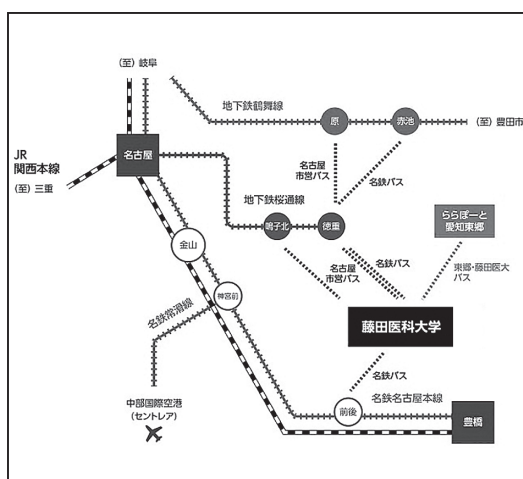 (至) 岐阜
地下鉄鶴舞線
原
赤池
(至) 豊田市
JR
関西本線
(至) 三重
名古屋
名古屋
市営バス
名鉄バス
地下鉄桜通線
鳴子北
徳重
ららぽーと
愛知東郷
金山
名古屋
市営バス
名鉄バス
東郷・藤田医大
バス
名鉄常滑線
神宮前
藤田医科大学
名鉄バス
中部国際空港
(セントレア)
前後
名鉄名古屋本線
豊橋